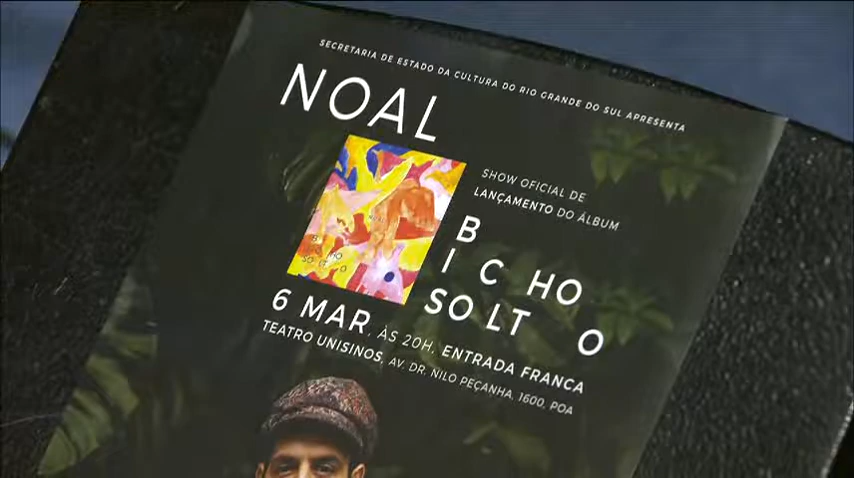 SECRETARIA DE ESTADO DA CULTURA DO RIO GRANDE DO SUL APRESENTA
NOAL
SHOW OFICIAL DE
LANÇAMENTO DO ÁLBUM
B
I C HO
SO LT O
6 MAR, ÀS 20H, ENTRADA FRANCA
TEATRO UNISINOS, AV. DR. NILO PEÇANHA, 1600, POA